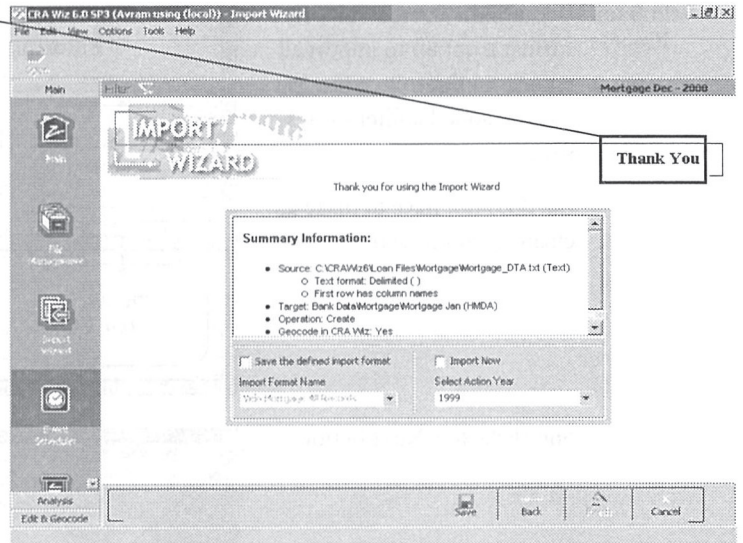 CRA Wiz 6.0 SP3 (Avram using (local)) - Import Wizard
File Edit View Options Tools Help
Main
Filter
Mortgage Dec - 2000
Main
IMPORT
WIZARD
Thank You
Thank you for using the Import Wizard
File
Management
Summary Information:
• Source: C:\CRAWiz6\Loan Files\Mortgage\Mortgage_DTA.txt (Text)
○ Text format: Delimited ( )
○ First row has column names
• Target: Bank Data\Mortgage\Mortgage Jan (HMDA)
• Operation: Create
• Geocode in CRA Wiz: Yes
Import
Wizard
Save the defined import format
Import Now
Import Format Name
Select Action Year
1999
Event
Scheduler
Analysis
Edit & Geocode
Save
Back
Finish
Cancel